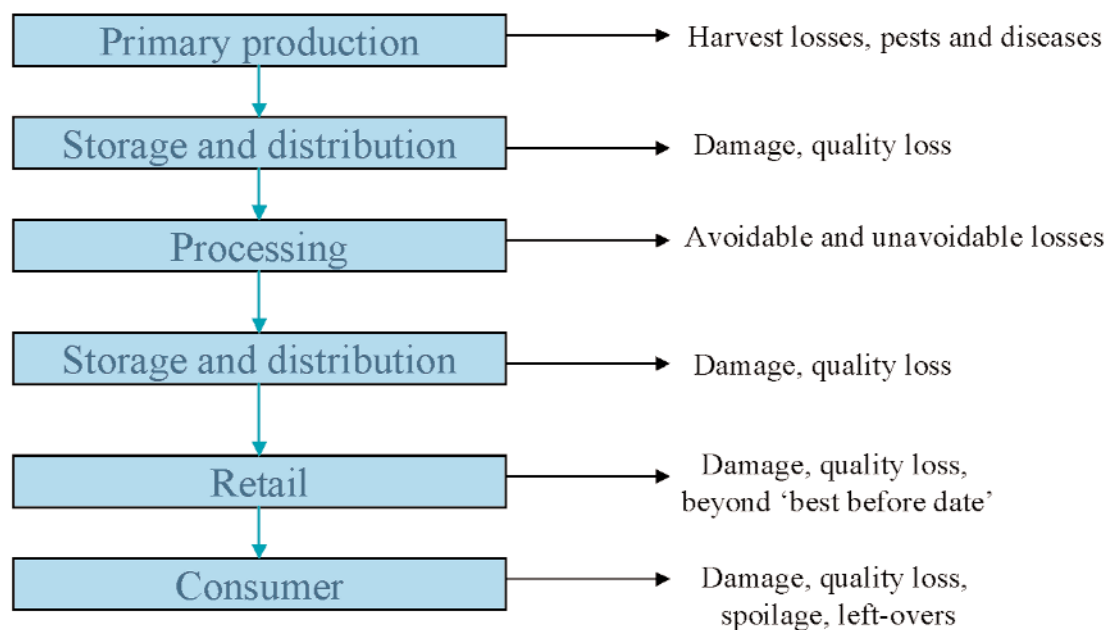 Primary production
Harvest losses, pests and diseases
Storage and distribution
Damage, quality loss
Processing
Avoidable and unavoidable losses
Storage and distribution
Damage, quality loss
Retail
Damage, quality loss,
beyond ‘best before date’
Consumer
Damage, quality loss,
spoilage, left-overs